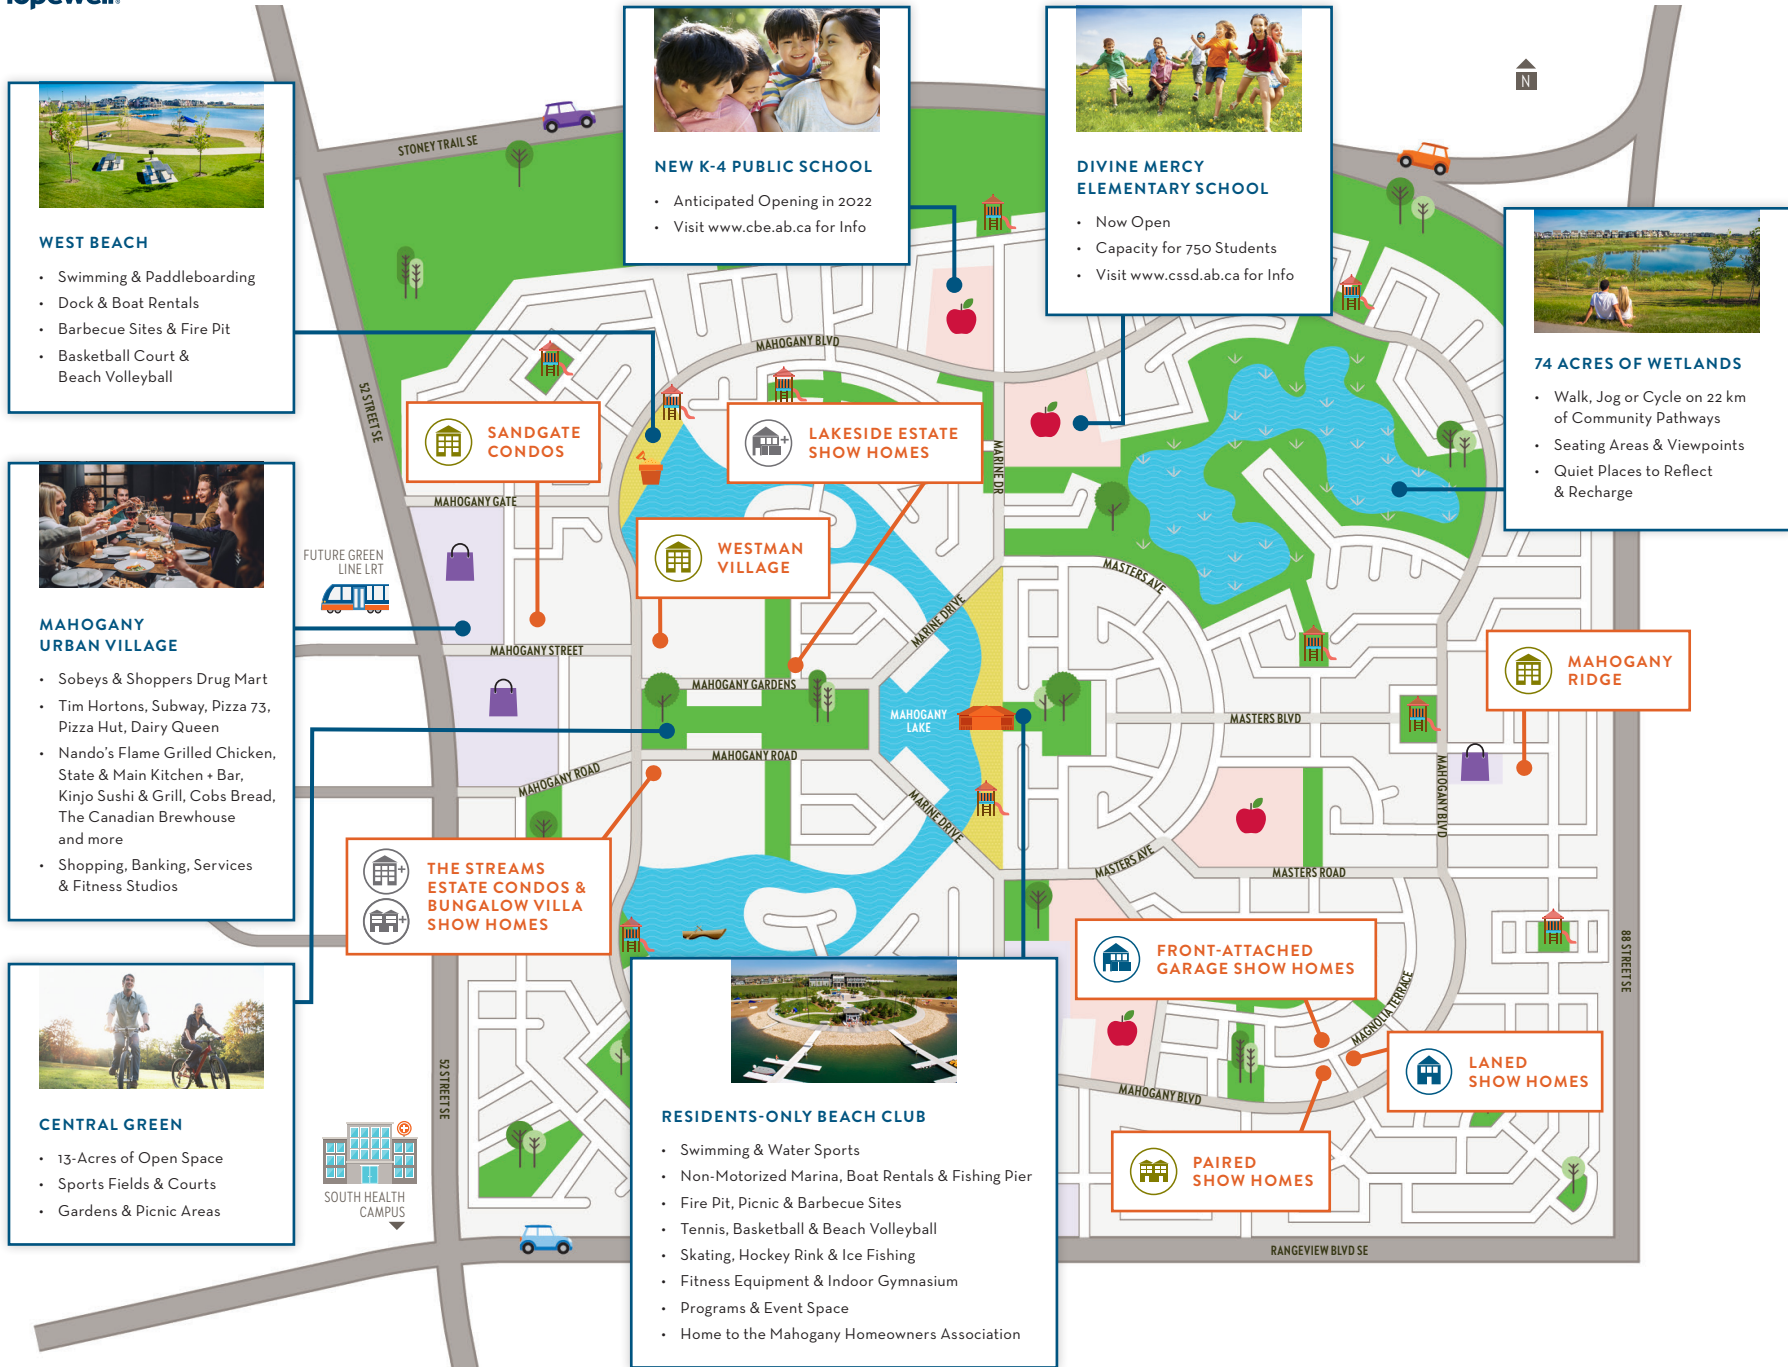 hopewell®
WEST BEACH
• Swimming & Paddleboarding
• Dock & Boat Rentals
• Barbecue Sites & Fire Pit
• Basketball Court &
Beach Volleyball
MAHOGANY
URBAN VILLAGE
• Sobeys & Shoppers Drug Mart
• Tim Hortons, Subway, Pizza 73,
Pizza Hut, Dairy Queen
• Nando's Flame Grilled Chicken,
State & Main Kitchen + Bar,
Kinjo Sushi & Grill, Cobs Bread,
The Canadian Brewhouse
and more
• Shopping, Banking, Services
& Fitness Studios
CENTRAL GREEN
• 13-Acres of Open Space
• Sports Fields & Courts
• Gardens & Picnic Areas
NEW K-4 PUBLIC SCHOOL
• Anticipated Opening in 2022
• Visit www.cbe.ab.ca for Info
DIVINE MERCY
ELEMENTARY SCHOOL
• Now Open
• Capacity for 750 Students
• Visit www.cssd.ab.ca for Info
N
74 ACRES OF WETLANDS
• Walk, Jog or Cycle on 22 km
of Community Pathways
• Seating Areas & Viewpoints
• Quiet Places to Reflect
& Recharge
STONEY TRAIL SE
52 STREET SE
MAHOGANY BLVD
SANDGATE
CONDOS
LAKESIDE ESTATE
SHOW HOMES
MARINE DR
MAHOGANY GATE
FUTURE GREEN
LINE LRT
WESTMAN
VILLAGE
MASTERS AVE
MARINE DRIVE
MAHOGANY STREET
MAHOGANY GARDENS
MAHOGANY
LAKE
MASTERS BLVD
MAHOGANY
RIDGE
MAHOGANY ROAD
MAHOGANY ROAD
MARINE DRIVE
MAHOGANY BLVD
MASTERS AVE
MASTERS ROAD
THE STREAMS
ESTATE CONDOS &
BUNGALOW VILLA
SHOW HOMES
FRONT-ATTACHED
GARAGE SHOW HOMES
88 STREET SE
MAGNOLIA TERRACE
LANED
SHOW HOMES
52 STREET SE
MAHOGANY BLVD
PAIRED
SHOW HOMES
SOUTH HEALTH
CAMPUS
RANGEVIEW BLVD SE
RESIDENTS-ONLY BEACH CLUB
• Swimming & Water Sports
• Non-Motorized Marina, Boat Rentals & Fishing Pier
• Fire Pit, Picnic & Barbecue Sites
• Tennis, Basketball & Beach Volleyball
• Skating, Hockey Rink & Ice Fishing
• Fitness Equipment & Indoor Gymnasium
• Programs & Event Space
• Home to the Mahogany Homeowners Association